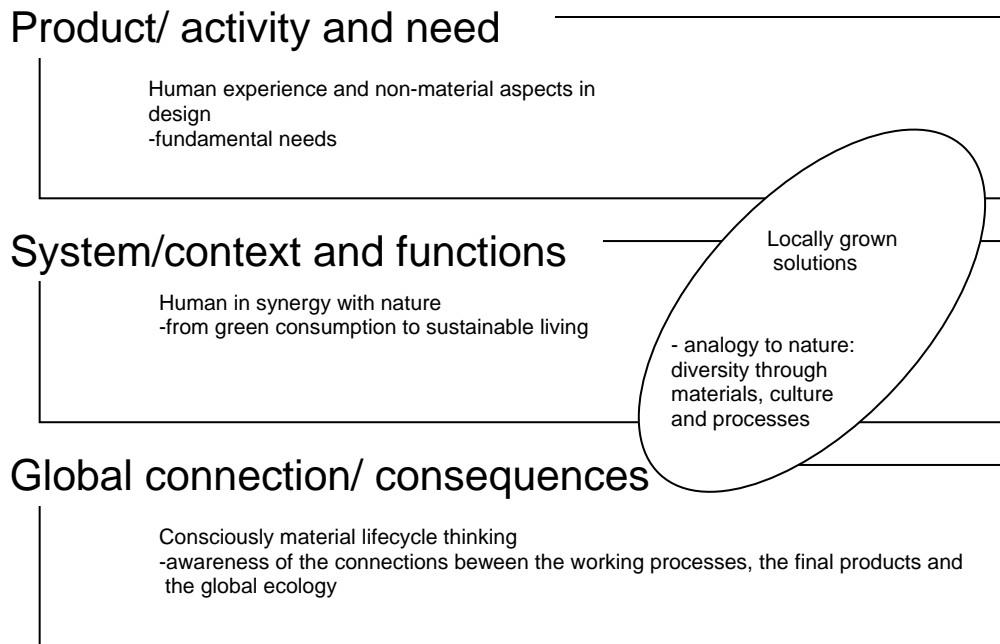 Product/ activity and need
Human experience and non-material aspects in
design
-fundamental needs
System/context and functions
Human in synergy with nature
-from green consumption to sustainable living
Locally grown
solutions
- analogy to nature:
diversity through
materials, culture
and processes
Global connection/ consequences
Consciously material lifecycle thinking
-awareness of the connections beween the working processes, the final products and
the global ecology